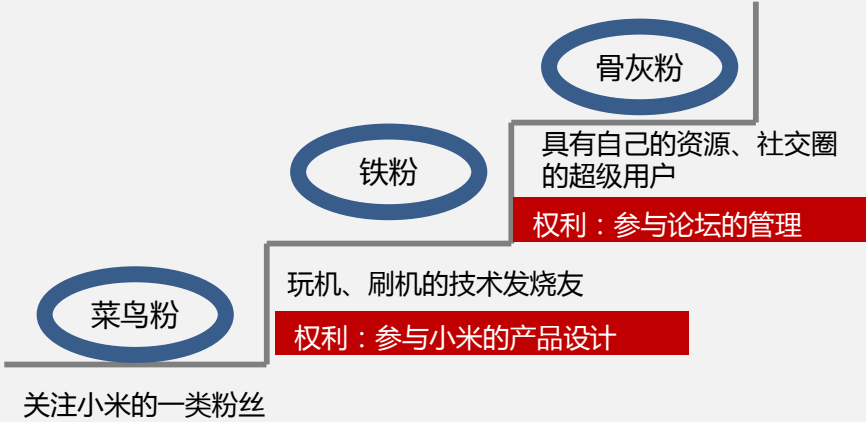 骨灰粉
具有自己的资源、社交圈
的超级用户
权利：参与论坛的管理
铁粉
玩机、刷机的技术发烧友
权利：参与小米的产品设计
菜鸟粉
关注小米的一类粉丝